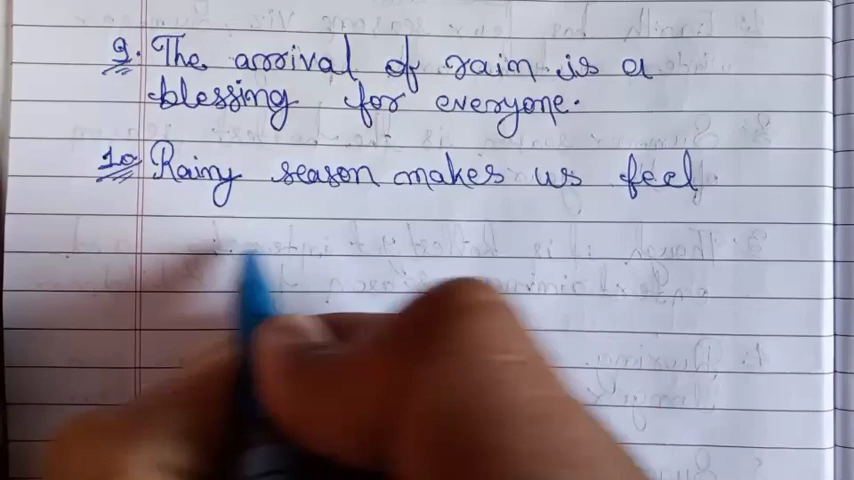 9. The arrival of rain is a
blessing for everyone.
10 Rainy season makes us feel